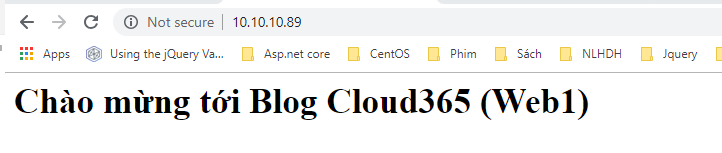 Not secure | 10.10.10.89
Apps Using the jQuery Va... Asp.net core CentOS Phim Sách NLHDH Jquery
Chào mừng tới Blog Cloud365 (Web1)